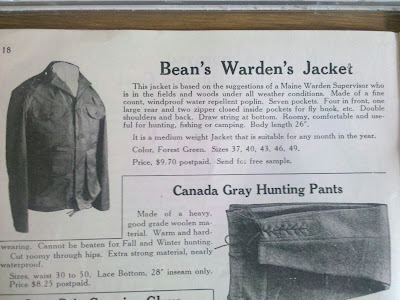 18
Bean's Warden's Jacket
This jacket is based on the suggestions of a Maine Warden Supervisor who
is in the fields and woods under all weather conditions. Made of a fine
count, windproof water repellent poplin. Seven pockets. Four in front, one
large rear and two zipper closed inside pockets for fly book, etc. Double
shoulders and back. Draw string at bottom. Roomy, comfortable and use-
ful for hunting, fishing or camping. Body length 26".
It is a medium weight Jacket that is suitable for any month in the year.
Color, Forest Green. Sizes 37, 40, 43, 46, 49.
Price, $9.70 postpaid. Send for free sample.
Canada Gray Hunting Pants
Made of a heavy,
good grade woolen ma-
terial. Warm and hard-
wearing. Cannot be beaten for Fall and Winter hunting.
Cut roomy through hips. Extra strong material, nearly
waterproof.
Sizes, waist 30 to 50. Lace Bottom, 28" inseam only.
Price $8.25 postpaid.